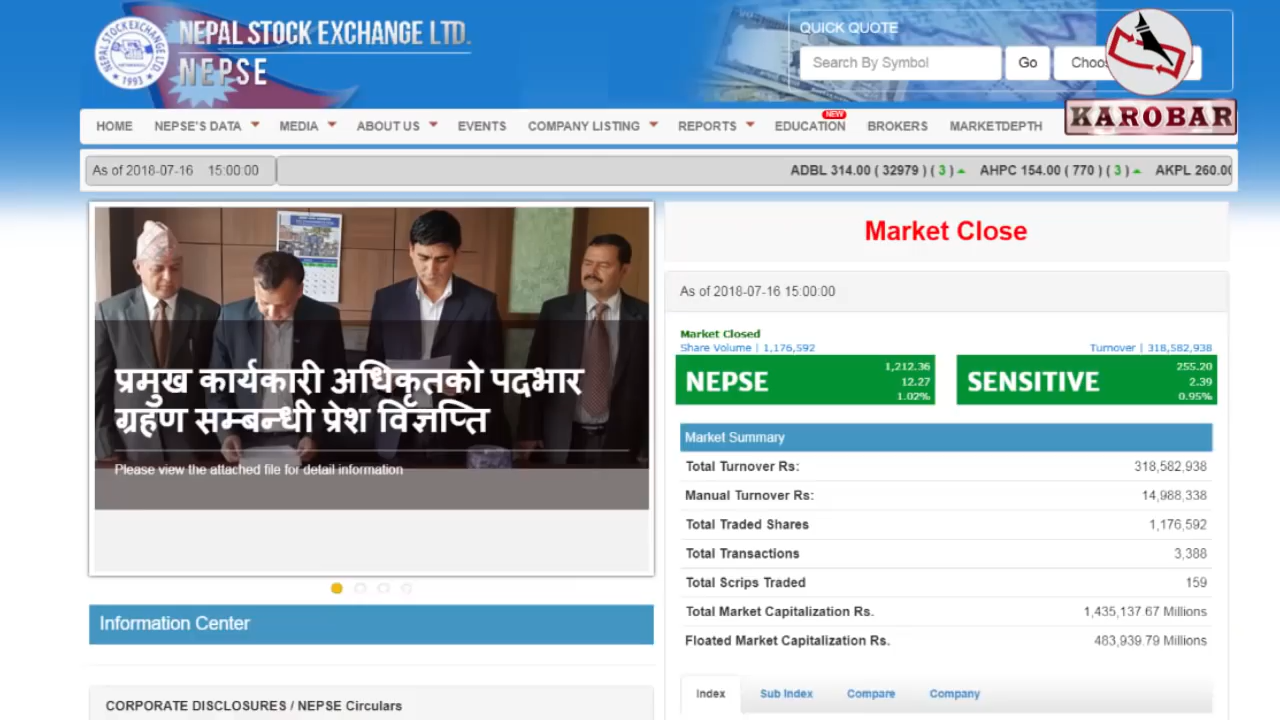 NEPAL STOCK EXCHANGE LTD.
NEPSE
NEPAL STOCK EXCHANGE LTD
1993
QUICK QUOTE
Search By Symbol
Go
KAROBAR
HOME NEPSE'S DATA MEDIA ABOUT US EVENTS COMPANY LISTING REPORTS EDUCATION NEW BROKERS MARKETDEPTH
As of 2018-07-16 15:00:00
ADBL 314.00 ( 32979 ) ( 3 ) AHPC 154.00 ( 770 ) ( 3 ) AKPL
प्रमुख कार्यकारी अधिकृतको पदभार
ग्रहण सम्बन्धी प्रेश विज्ञप्ति
Please view the attached file for detail information
Information Center
CORPORATE DISCLOSURES / NEPSE Circulars
Market Close
As of 2018-07-16 15:00:00
Market Closed
Share Volume | 1,176,592
Turnover | 318,582,938
NEPSE
1,212.36
12.27
1.02%
SENSITIVE
255.20
2.39
0.95%
Market Summary
Total Turnover Rs: 318,582,938
Manual Turnover Rs: 14,988,338
Total Traded Shares 1,176,592
Total Transactions 3,388
Total Scrips Traded 159
Total Market Capitalization Rs. 1,435,137.67 Millions
Floated Market Capitalization Rs. 483,939.79 Millions
Index Sub Index Compare Company